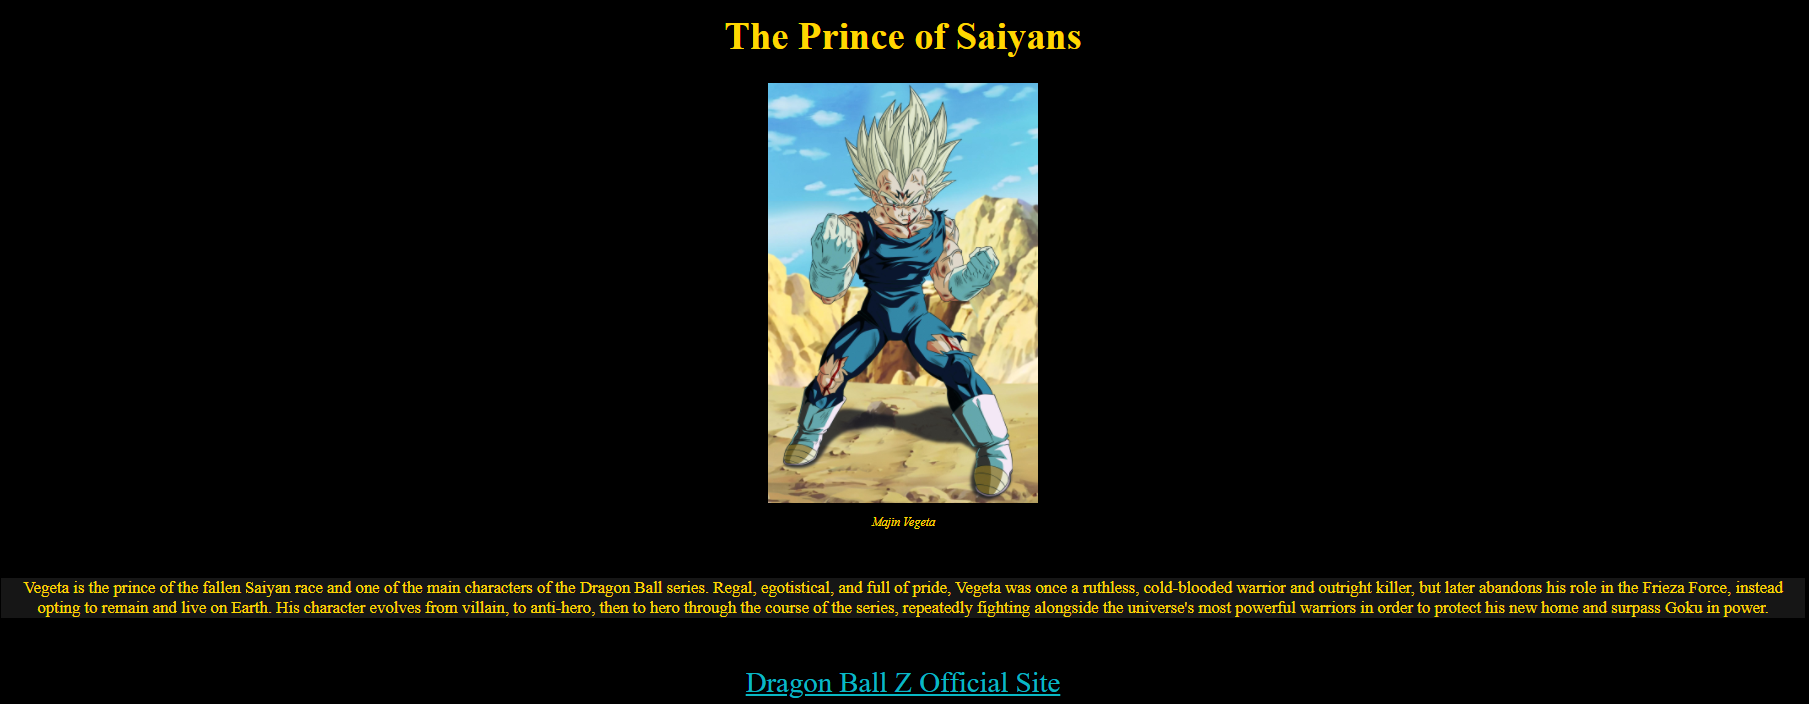 The Prince of Saiyans
Majin Vegeta
Vegeta is the prince of the fallen Saiyan race and one of the main characters of the Dragon Ball series. Regal, egotistical, and full of pride, Vegeta was once a ruthless, cold-blooded warrior and outright killer, but later abandons his role in the Frieza Force, instead
opting to remain and live on Earth. His character evolves from villain, to anti-hero, then to hero through the course of the series, repeatedly fighting alongside the universe's most powerful warriors in order to protect his new home and surpass Goku in power.
Dragon Ball Z Official Site